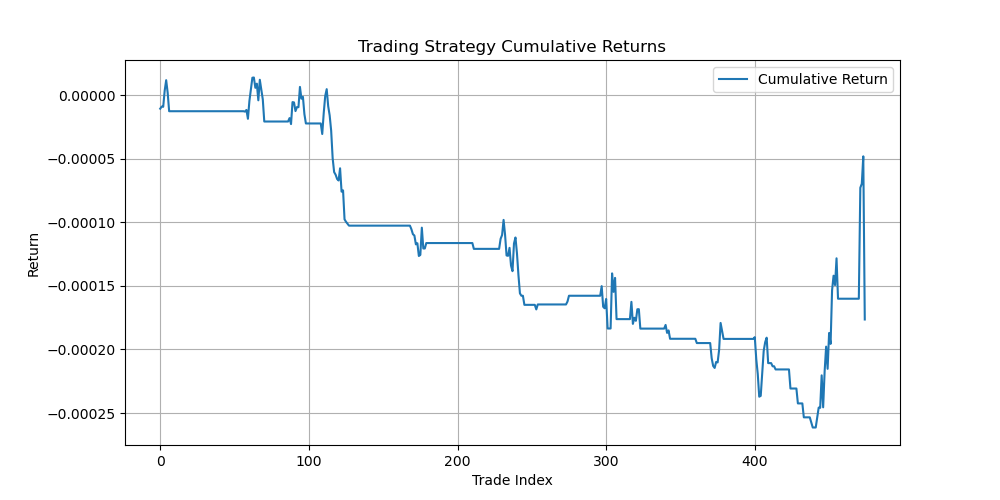 Trading Strategy Cumulative Returns
Cumulative Return
Return
0.00000
−0.00005
−0.00010
−0.00015
−0.00020
−0.00025
0 100 200 300 400
Trade Index